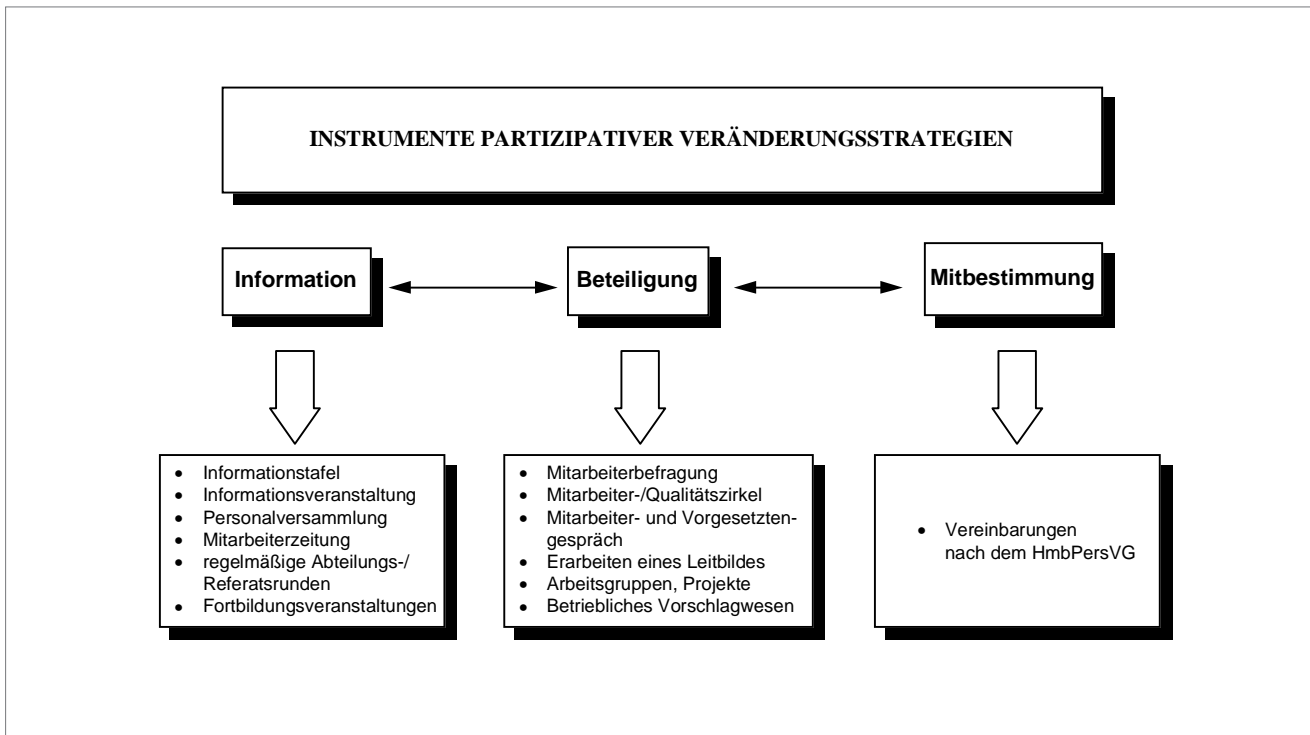 INSTRUMENTE PARTIZIPATIVER VERÄNDERUNGSSTRATEGIEN
Information
Beteiligung
Mitbestimmung
• Informationstafel
• Informationsveranstaltung
• Personalversammlung
• Mitarbeiterzeitung
• regelmäßige Abteilungs-/
Referatsrunden
• Fortbildungsveranstaltungen
• Mitarbeiterbefragung
• Mitarbeiter-/Qualitätszirkel
• Mitarbeiter- und Vorgesetzten-
gespräch
• Erarbeiten eines Leitbildes
• Arbeitsgruppen, Projekte
• Betriebliches Vorschlagwesen
• Vereinbarungen
nach dem HmbPersVG